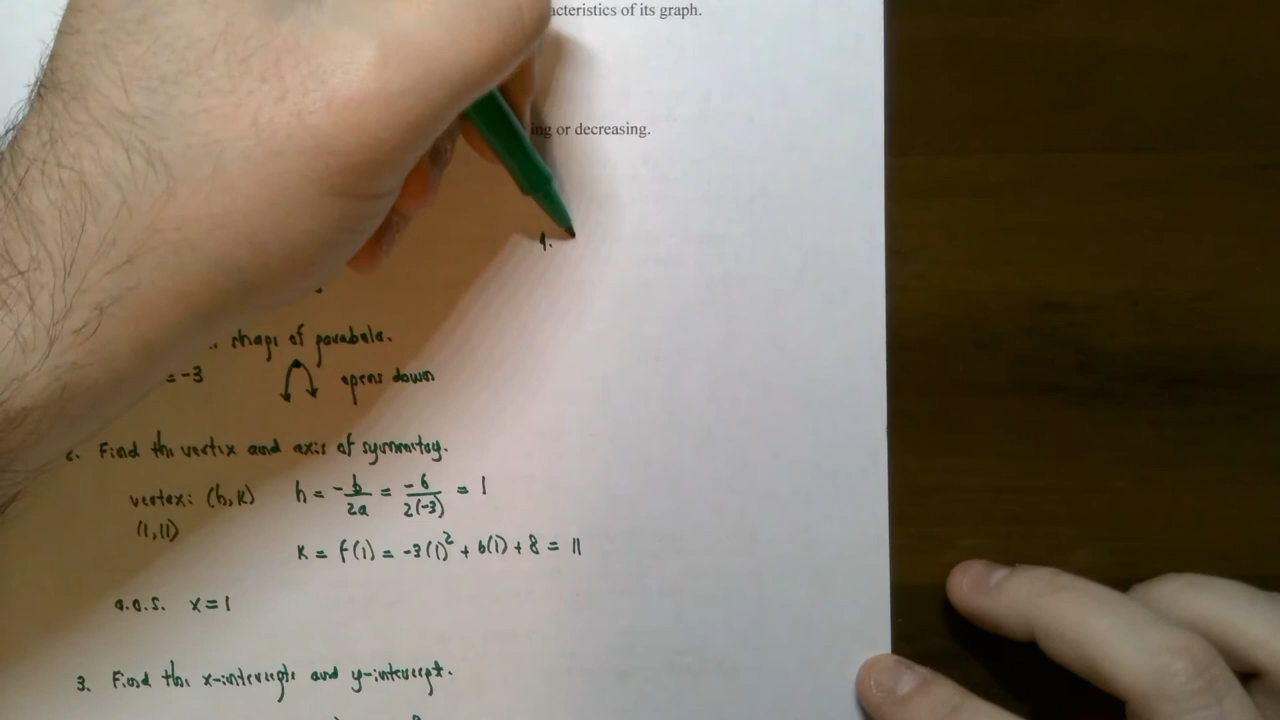 acteristics of its graph.
ing or decreasing.
4.
shape of parabola.
= -3 opens down
2. Find the vertex and axis of symmetry.
vertex: (h,k) h = -b/2a = -6/2(-3) = 1
(1,11)
k = f(1) = -3(1)² + 6(1) + 8 = 11
a.o.s. x = 1
3. Find the x-intercepts and y-intercept.